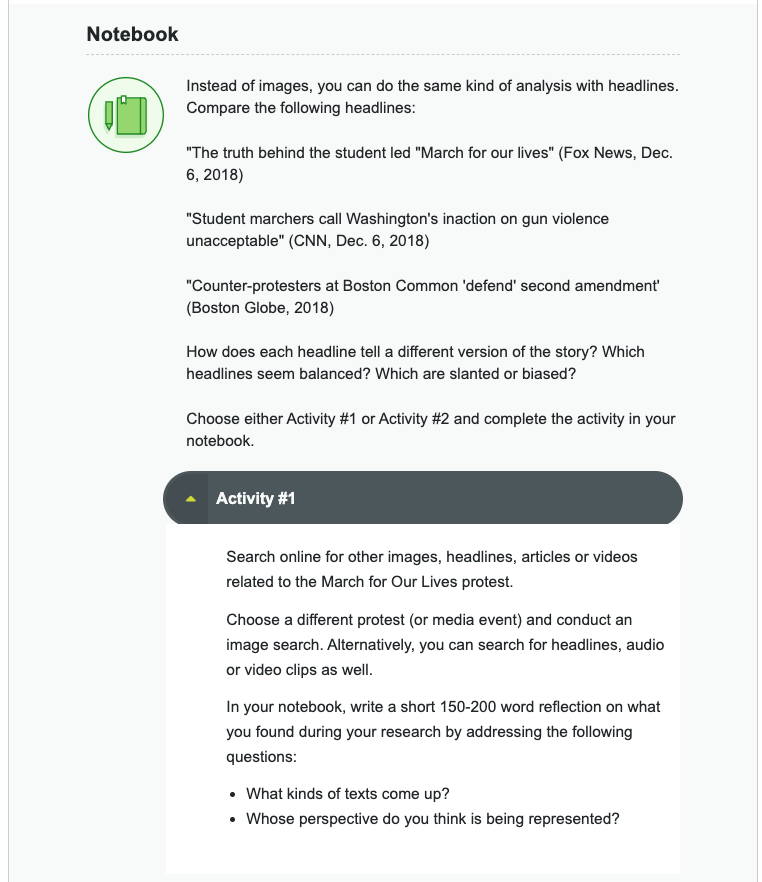 Notebook
Instead of images, you can do the same kind of analysis with headlines.
Compare the following headlines:
"The truth behind the student led "March for our lives" (Fox News, Dec.
6, 2018)
"Student marchers call Washington's inaction on gun violence
unacceptable" (CNN, Dec. 6, 2018)
"Counter-protesters at Boston Common 'defend' second amendment'
(Boston Globe, 2018)
How does each headline tell a different version of the story? Which
headlines seem balanced? Which are slanted or biased?
Choose either Activity #1 or Activity #2 and complete the activity in your
notebook.
Activity #1
Search online for other images, headlines, articles or videos
related to the March for Our Lives protest.
Choose a different protest (or media event) and conduct an
image search. Alternatively, you can search for headlines, audio
or video clips as well.
In your notebook, write a short 150-200 word reflection on what
you found during your research by addressing the following
questions:
• What kinds of texts come up?
• Whose perspective do you think is being represented?